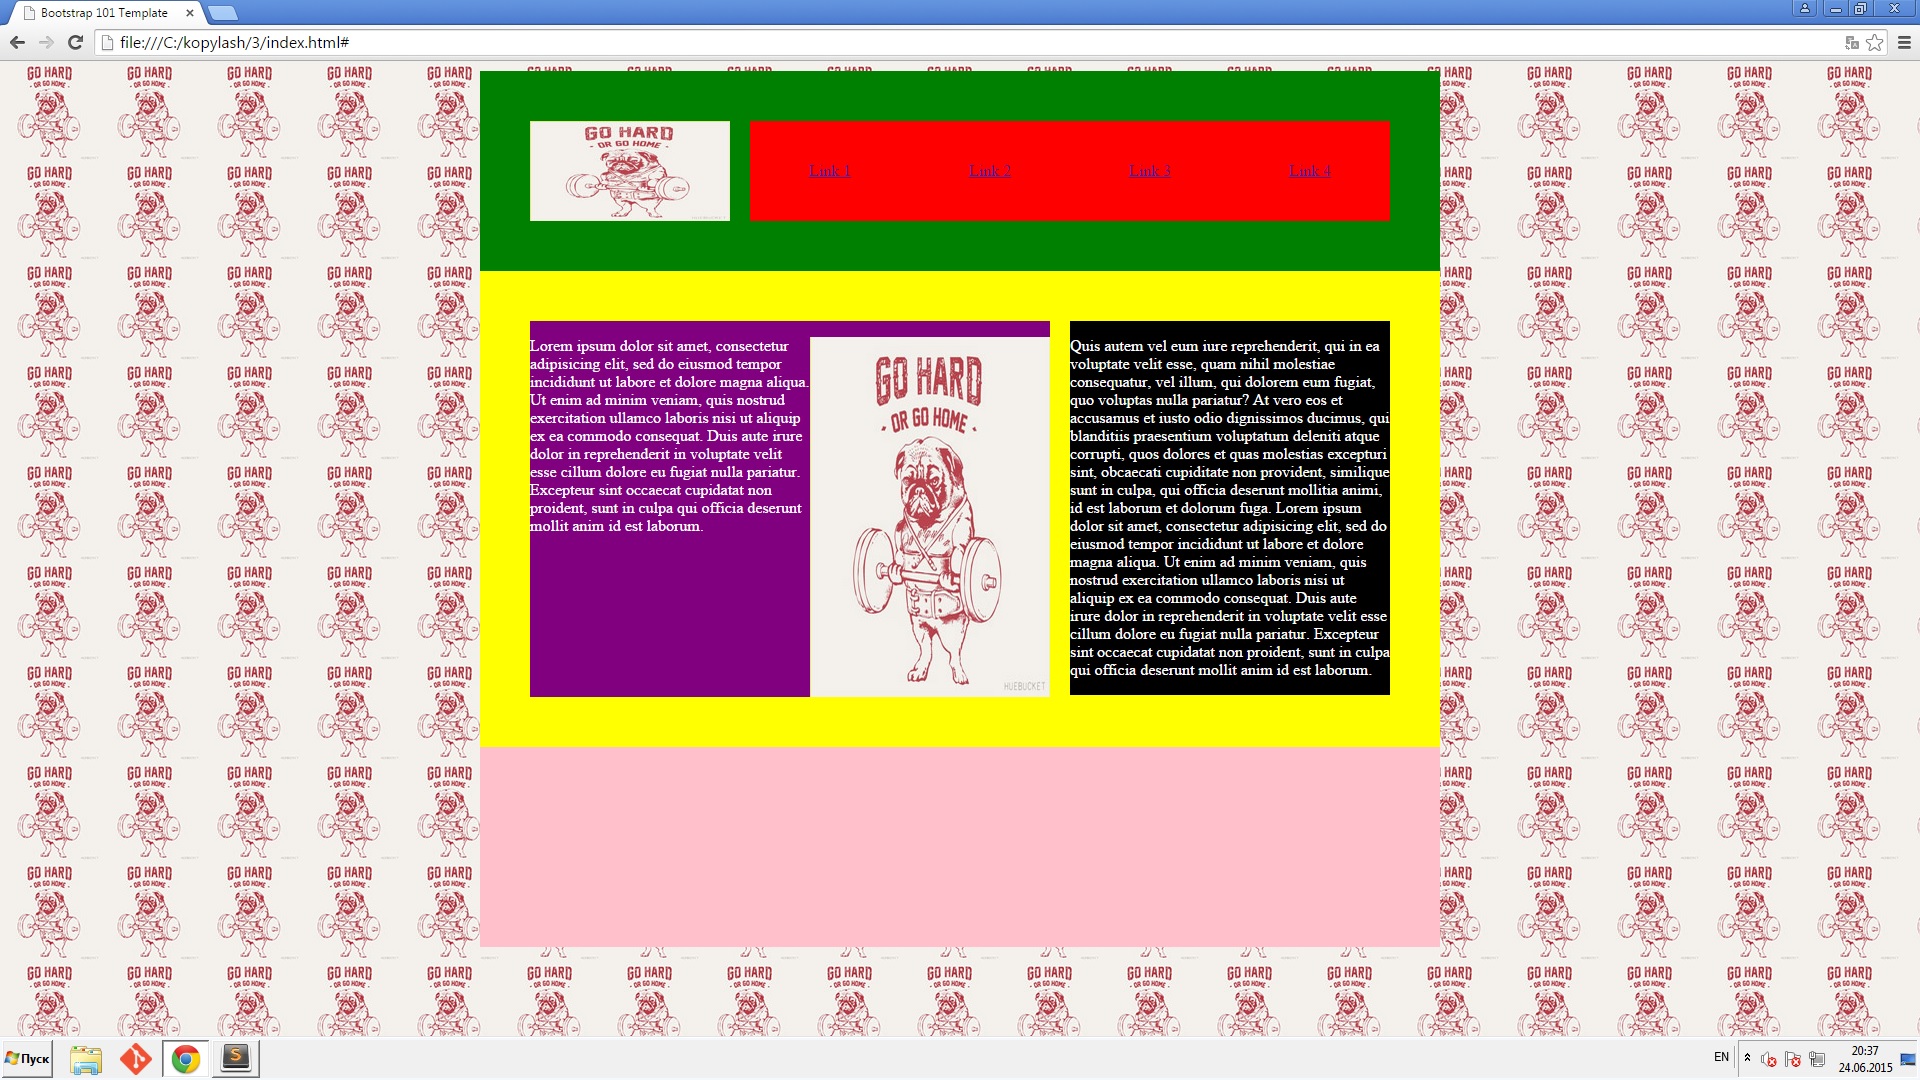 Bootstrap 101 Template
file:///C:/kopylash/3/index.html#
GO HARD
- OR GO HOME -
Link 1
Link 2
Link 3
Link 4
Lorem ipsum dolor sit amet, consectetur
adipisicing elit, sed do eiusmod tempor
incididunt ut labore et dolore magna aliqua.
Ut enim ad minim veniam, quis nostrud
exercitation ullamco laboris nisi ut aliquip
ex ea commodo consequat. Duis aute irure
dolor in reprehenderit in voluptate velit
esse cillum dolore eu fugiat nulla pariatur.
Excepteur sint occaecat cupidatat non
proident, sunt in culpa qui officia deserunt
mollit anim id est laborum.
GO HARD
- OR GO HOME -
HUEBUCKET
Quis autem vel eum iure reprehenderit, qui in ea
voluptate velit esse, quam nihil molestiae
consequatur, vel illum, qui dolorem eum fugiat,
quo voluptas nulla pariatur? At vero eos et
accusamus et iusto odio dignissimos ducimus, qui
blanditiis praesentium voluptatum deleniti atque
corrupti, quos dolores et quas molestias excepturi
sint, obcaecati cupiditate non provident, similique
sunt in culpa, qui officia deserunt mollitia animi,
id est laborum et dolorum fuga. Lorem ipsum
dolor sit amet, consectetur adipisicing elit, sed do
eiusmod tempor incididunt ut labore et dolore
magna aliqua. Ut enim ad minim veniam, quis
nostrud exercitation ullamco laboris nisi ut
aliquip ex ea commodo consequat. Duis aute
irure dolor in reprehenderit in voluptate velit esse
cillum dolore eu fugiat nulla pariatur. Excepteur
sint occaecat cupidatat non proident, sunt in culpa
qui officia deserunt mollit anim id est laborum.
Пуск
EN
20:37
24.06.2015